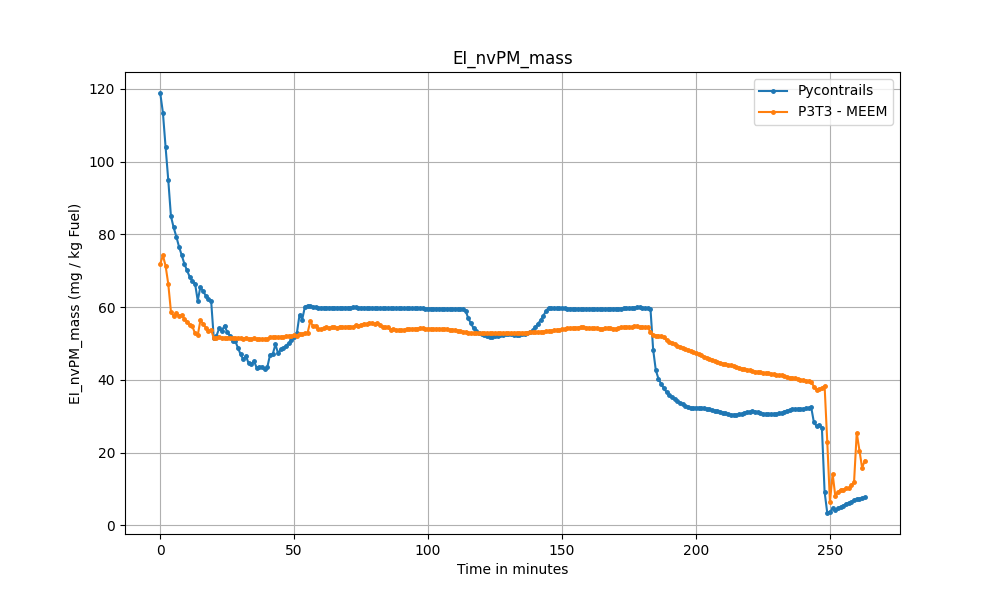 EI_nvPM_mass
Pycontrails
P3T3 - MEEM
EI_nvPM_mass (mg / kg Fuel)
120
100
80
60
40
20
0
0 50 100 150 200 250
Time in minutes